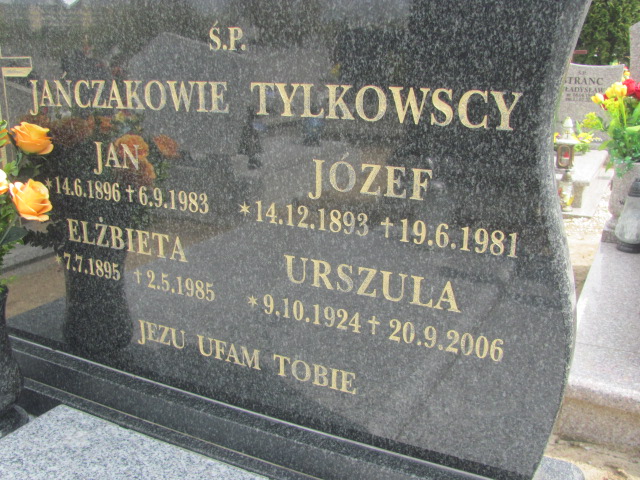 Ś.P.
JAŃCZAKOWIE TYLKOWSCY
JAN
*14.6.1896 †6.9.1983
ELŻBIETA
*7.7.1895 †2.5.1985
JÓZEF
*14.12.1893 †19.6.1981
URSZULA
*9.10.1924 † 20.9.2006
JEZU UFAM TOBIE
STRANC